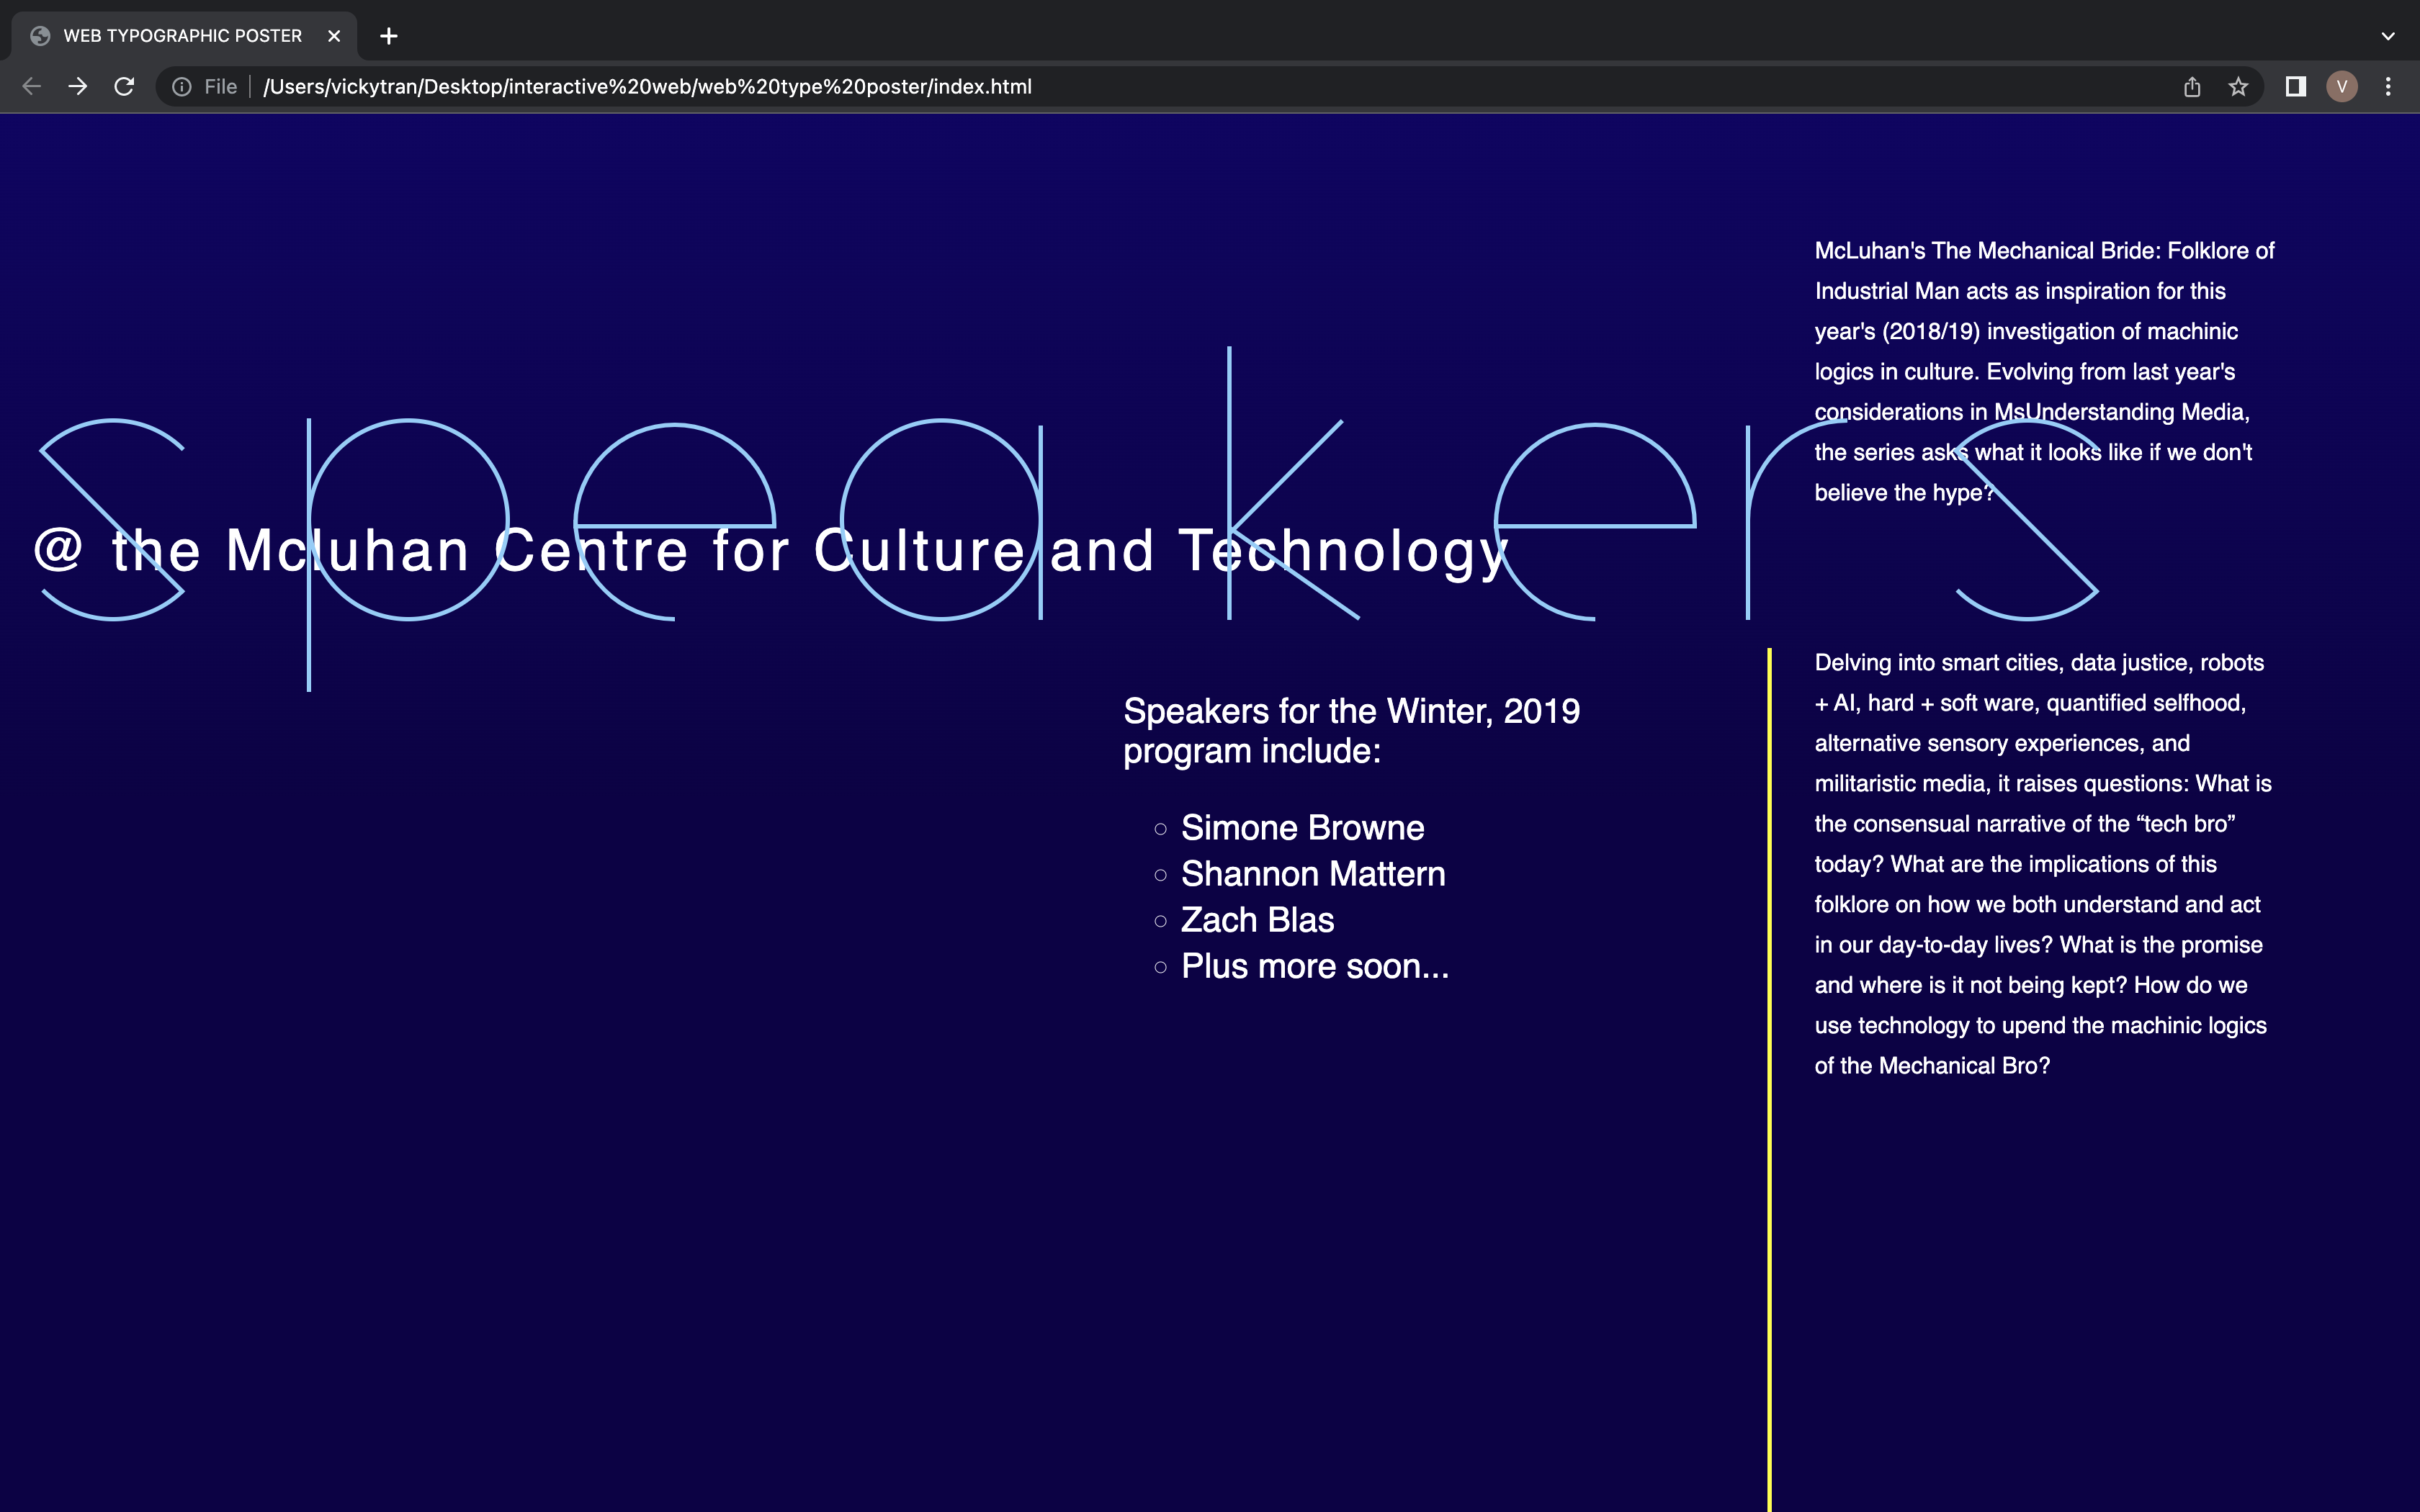 WEB TYPOGRAPHIC POSTER
File
/Users/vickytran/Desktop/interactive%20web/web%20type%20poster/index.html
V
speakers
@ the Mcluhan Centre for Culture and Technology
Speakers for the Winter, 2019
program include:
Simone Browne
Shannon Mattern
Zach Blas
Plus more soon...
McLuhan's The Mechanical Bride: Folklore of
Industrial Man acts as inspiration for this
year's (2018/19) investigation of machinic
logics in culture. Evolving from last year's
considerations in MsUnderstanding Media,
the series asks what it looks like if we don't
believe the hype?
Delving into smart cities, data justice, robots
+ AI, hard + soft ware, quantified selfhood,
alternative sensory experiences, and
militaristic media, it raises questions: What is
the consensual narrative of the “tech bro”
today? What are the implications of this
folklore on how we both understand and act
in our day-to-day lives? What is the promise
and where is it not being kept? How do we
use technology to upend the machinic logics
of the Mechanical Bro?